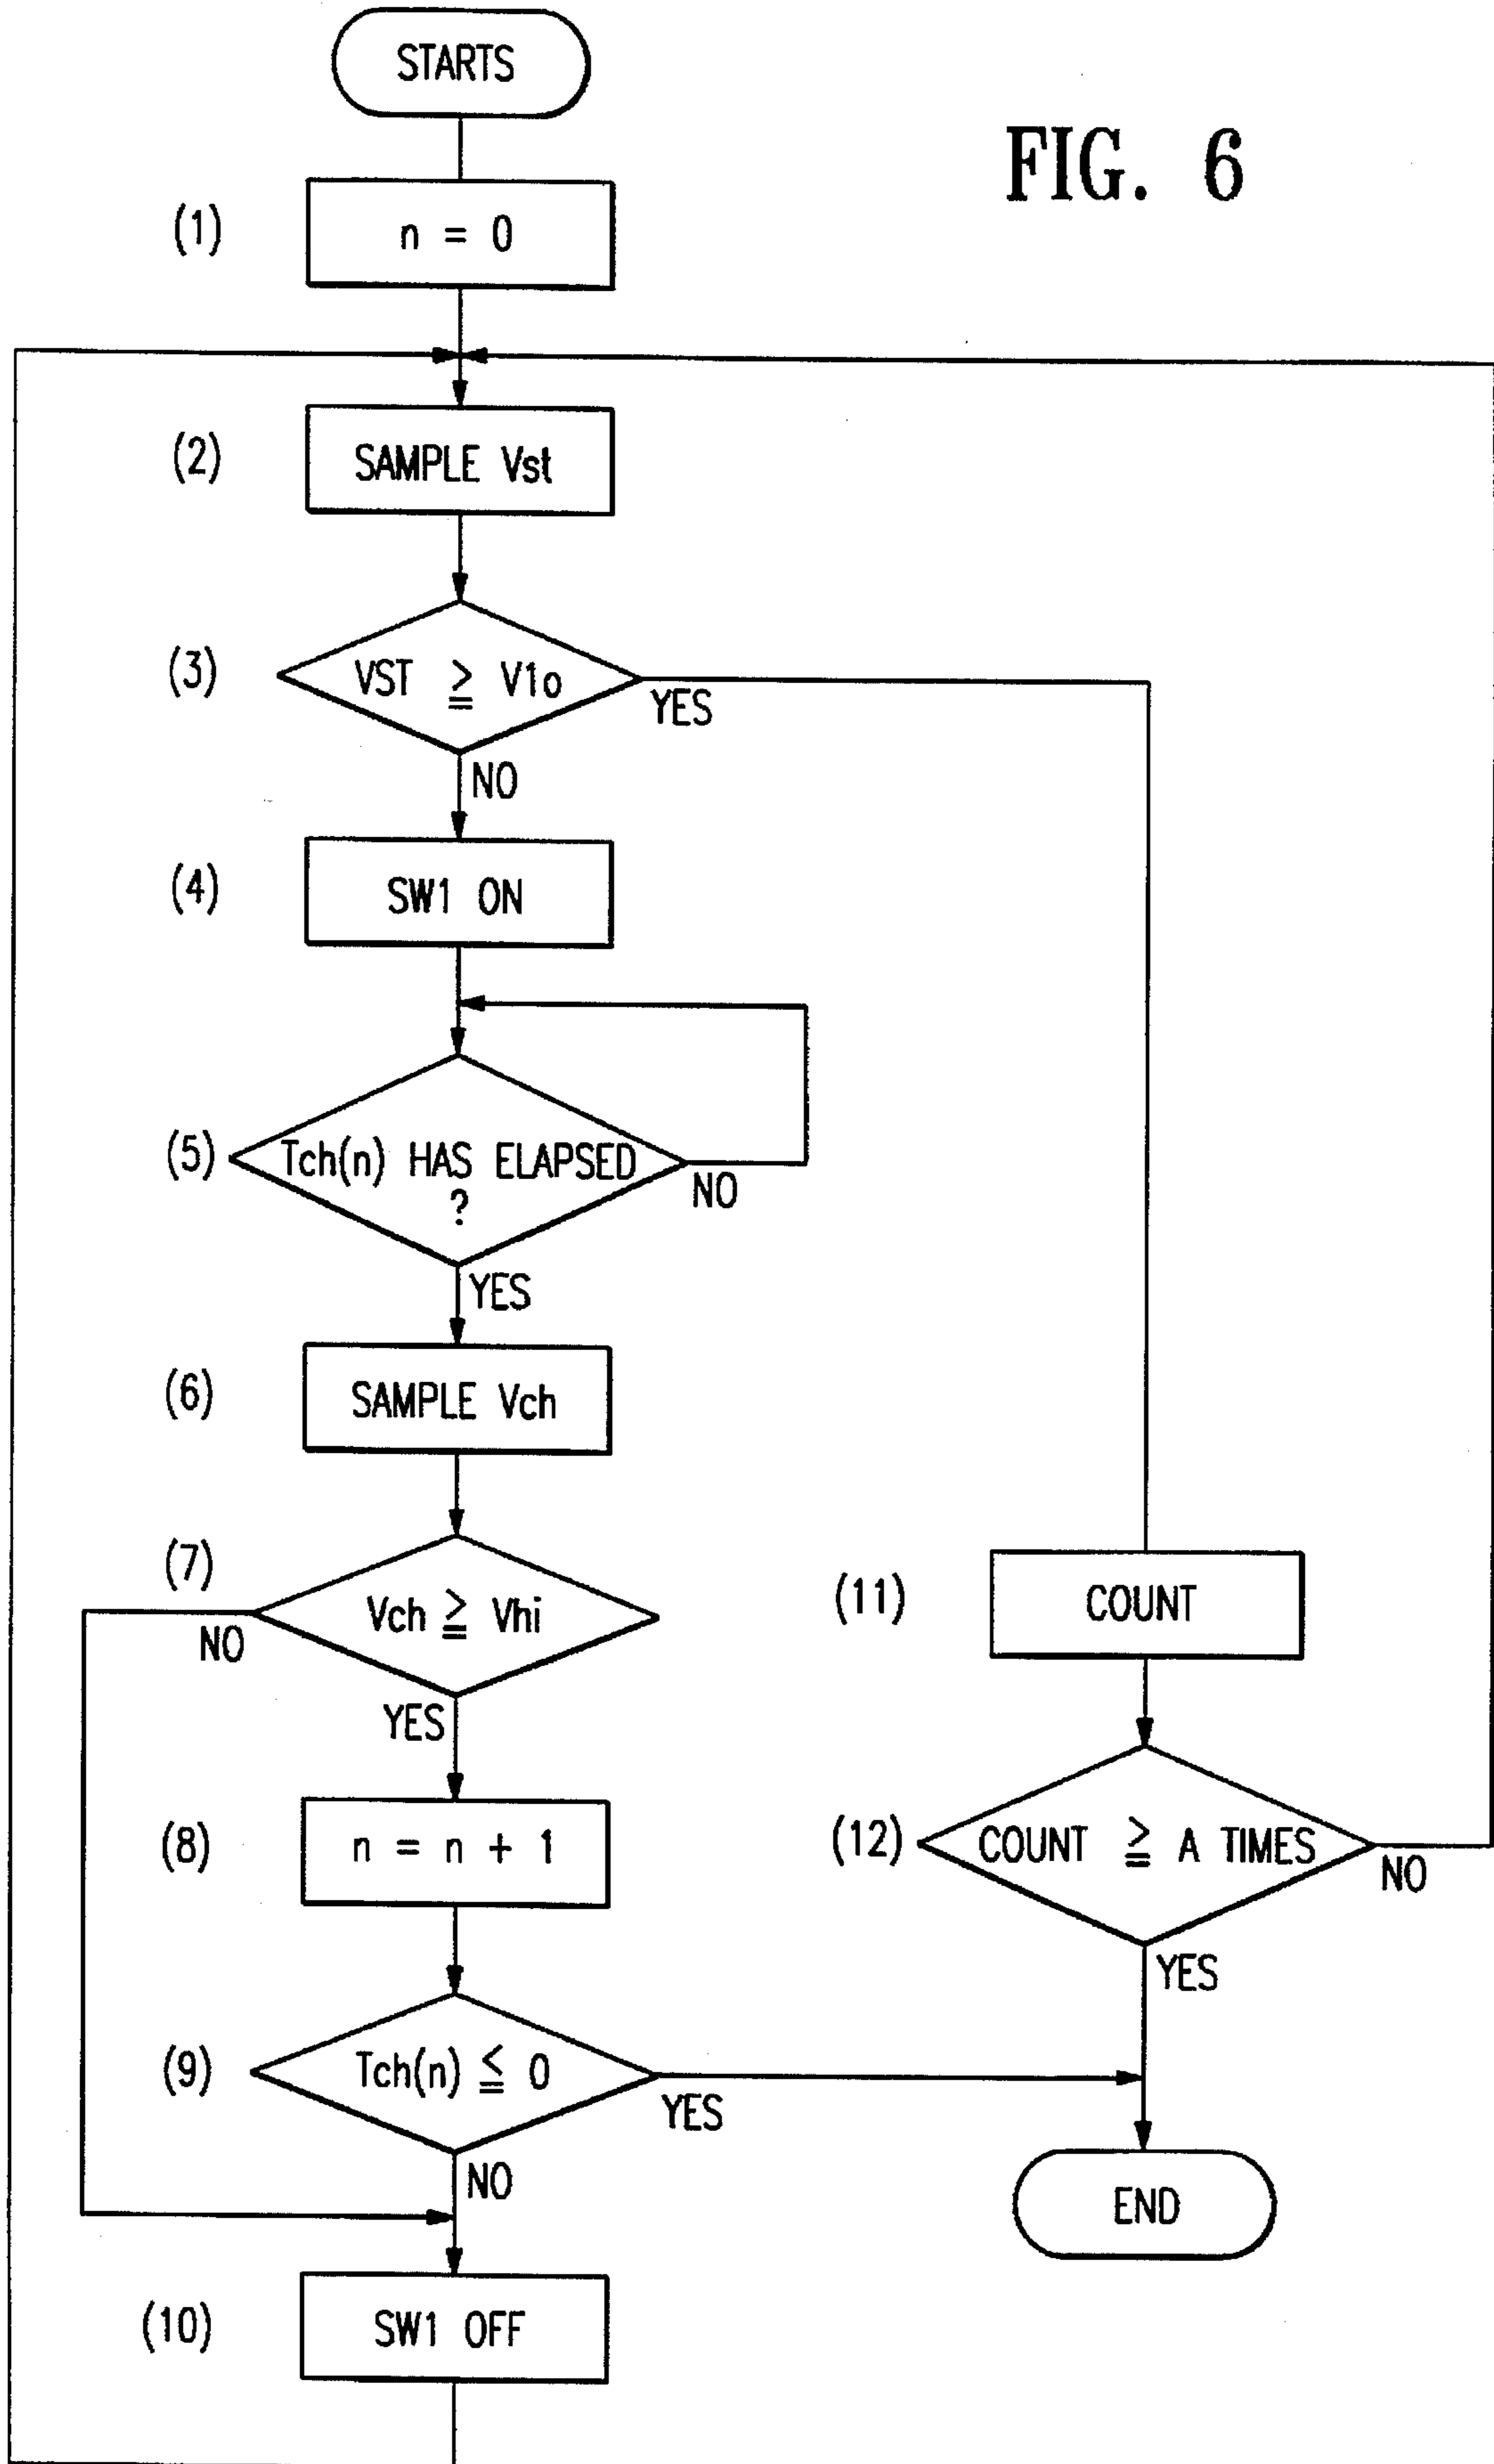 STARTS
FIG. 6
(1)
n = 0
(2)
SAMPLE Vst
(3)
VST ≧ V1o
YES
NO
(4)
SW1 ON
(5)
Tch(n) HAS ELAPSED
?
NO
YES
(6)
SAMPLE Vch
(7)
Vch ≧ Vhi
NO
YES
(8)
n = n + 1
(9)
Tch(n) ≦ 0
YES
NO
(10)
SW1 OFF
(11)
COUNT
(12)
COUNT ≧ A TIMES
NO
YES
END